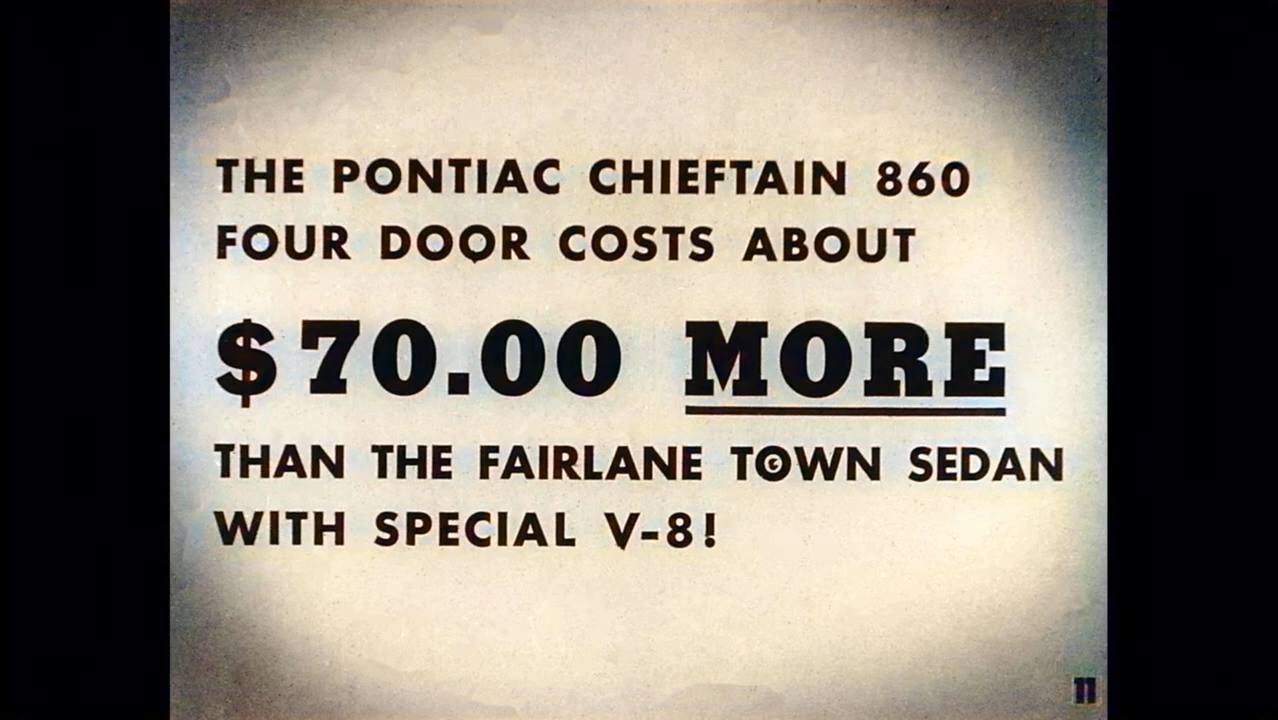 THE PONTIAC CHIEFTAIN 860
FOUR DOOR COSTS ABOUT
$70.00 MORE
THAN THE FAIRLANE TOWN SEDAN
WITH SPECIAL V-8!
11